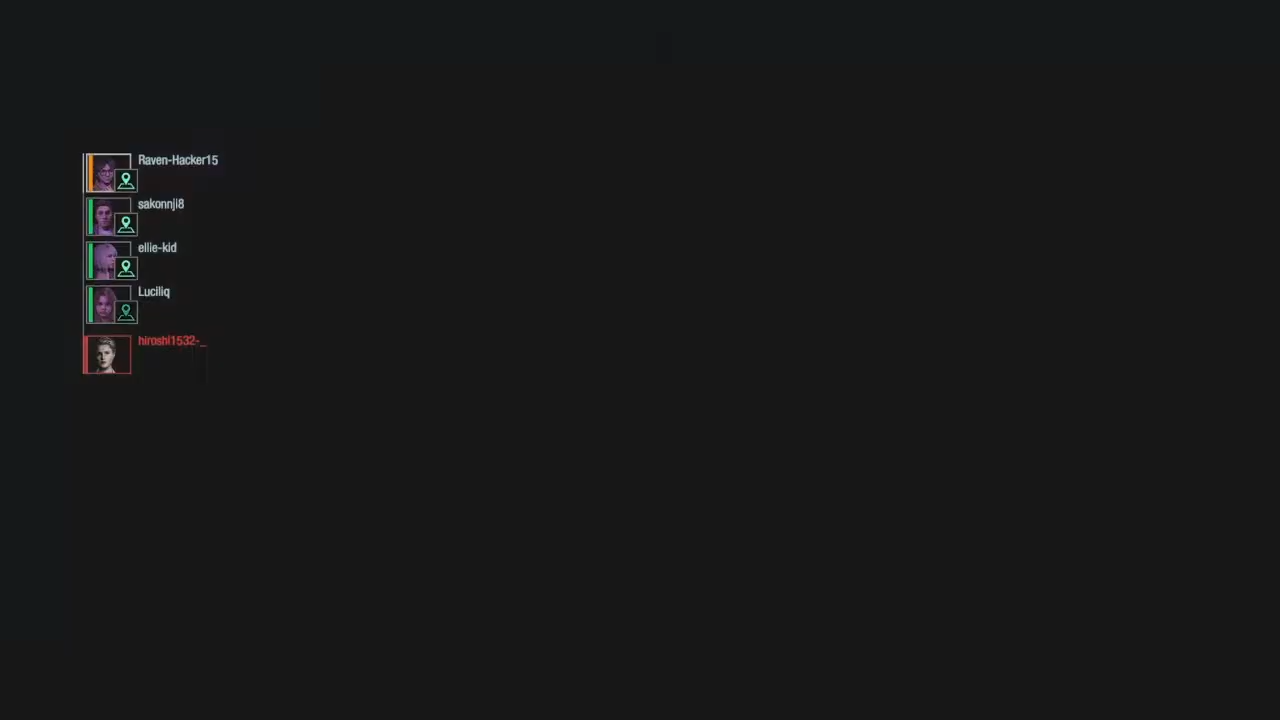 Raven-Hacker15
sakonnji8
ellie-kid
Luciliq
hiroshi1532-_